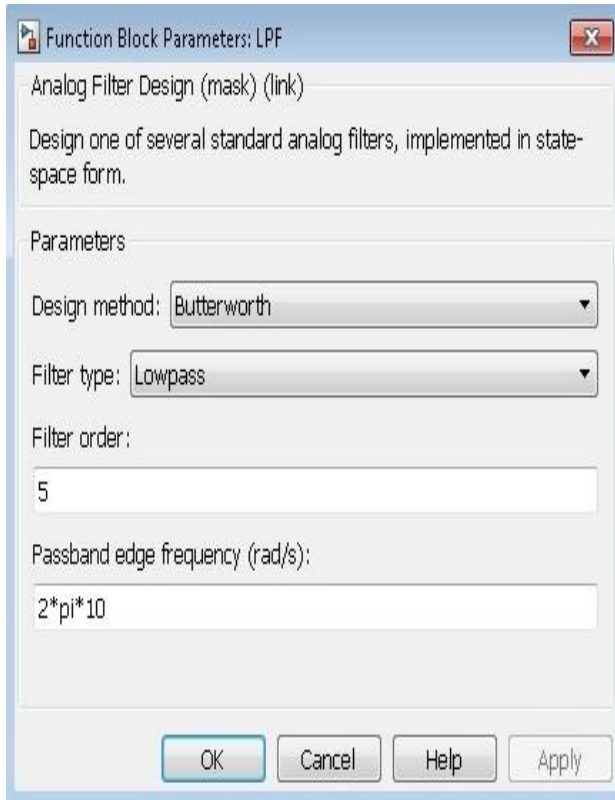 Function Block Parameters: LPF
Analog Filter Design (mask) (link)
Design one of several standard analog filters, implemented in state-
space form.
Parameters
Design method: Butterworth
Filter type: Lowpass
Filter order:
5
Passband edge frequency (rad/s):
2*pi*10
OK Cancel Help Apply